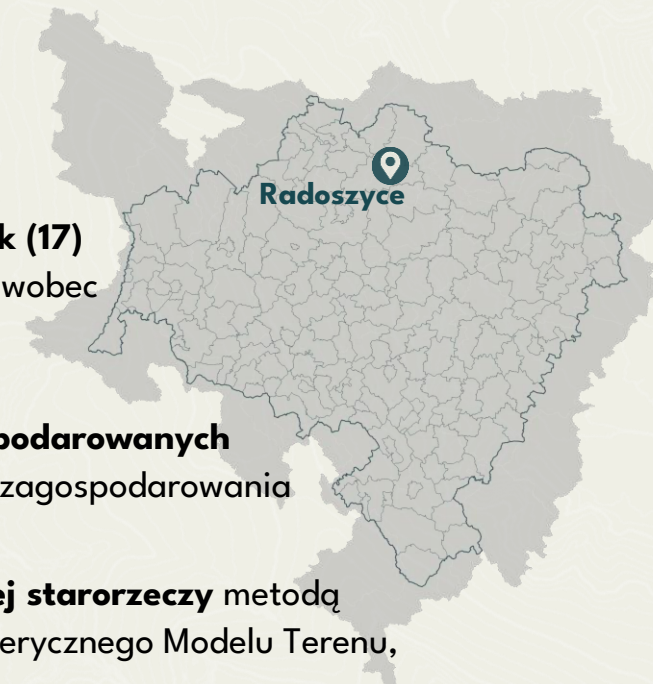 Radoszyce
k (17)
wobec
podarowanych
zagospodarowania
ej starorzeczy metodą
erycznego Modelu Terenu,